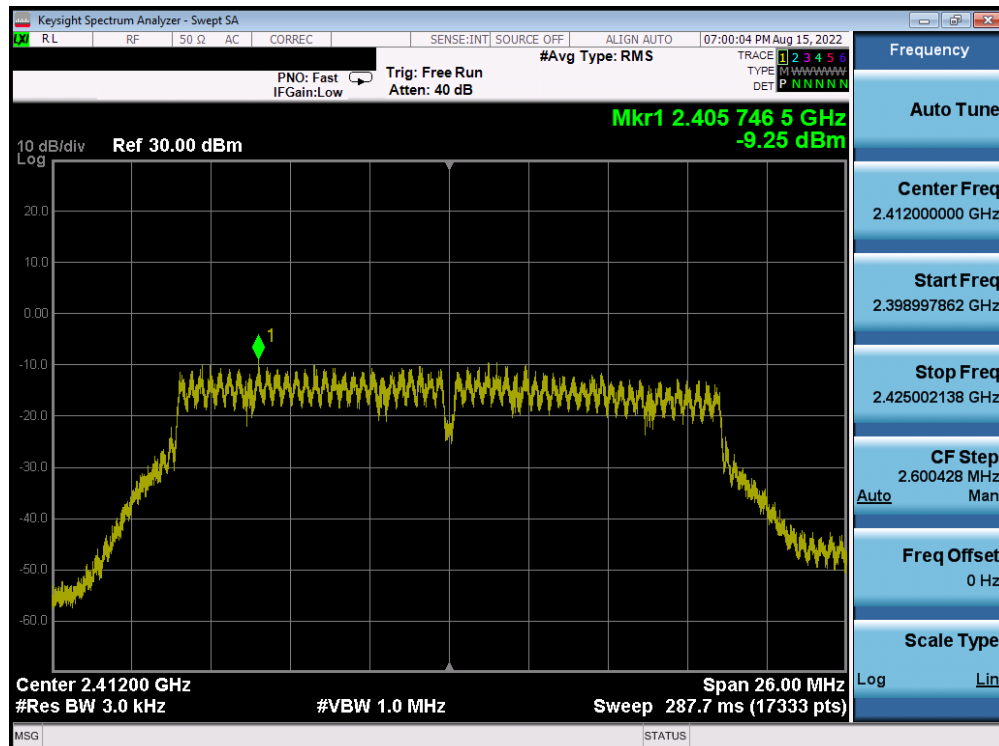 Keysight Spectrum Analyzer - Swept SA
LXI RL RF 50 Ω AC CORREC SENSE:INT SOURCE OFF ALIGN AUTO 07:00:04 PM Aug 15, 2022
PNO: Fast
IFGain:Low
Trig: Free Run
Atten: 40 dB
#Avg Type: RMS
TRACE 1 2 3 4 5 6
TYPE M WWWWW
DET P N N N N N
Mkr1 2.405 746 5 GHz
-9.25 dBm
10 dB/div Ref 30.00 dBm
Log
20.0
10.0
0.00
-10.0
-20.0
-30.0
-40.0
-50.0
-60.0
1
Center 2.41200 GHz Span 26.00 MHz
#Res BW 3.0 kHz #VBW 1.0 MHz Sweep 287.7 ms (17333 pts)
MSG STATUS
Frequency
Auto Tune
Center Freq
2.412000000 GHz
Start Freq
2.398997862 GHz
Stop Freq
2.425002138 GHz
CF Step
2.600428 MHz
Auto Man
Freq Offset
0 Hz
Scale Type
Log Lin